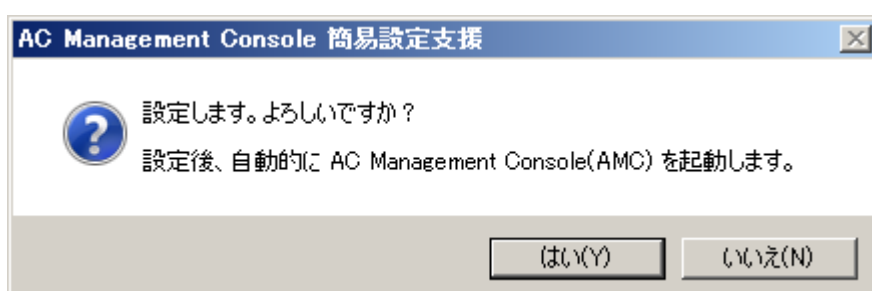 AC Management Console 簡易設定支援
設定します。よろしいですか？
設定後、自動的に AC Management Console(AMC) を起動します。
はい(Y)
いいえ(N)